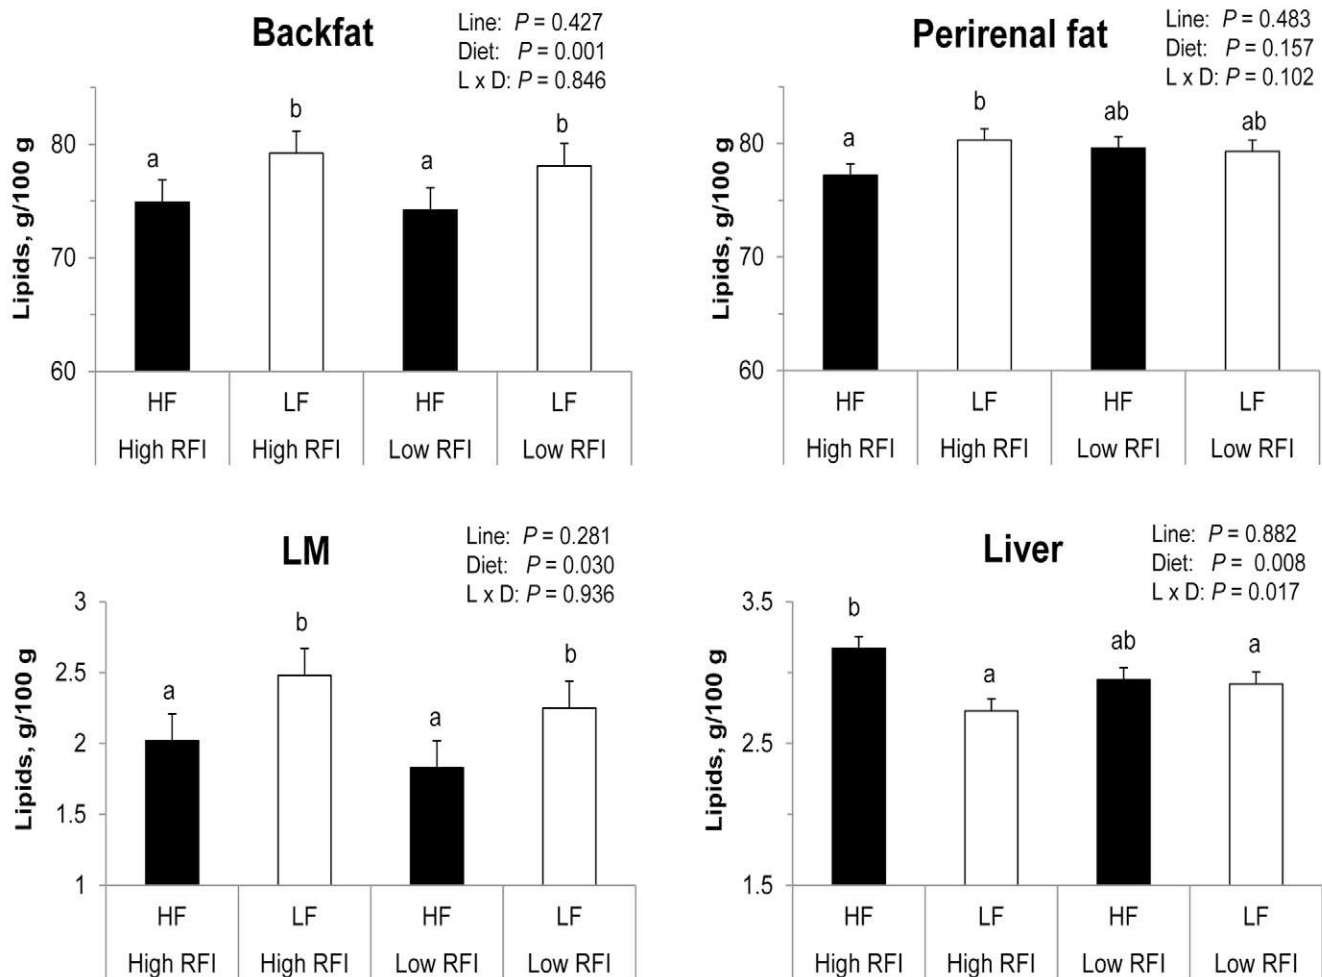 Backfat
Line: P = 0.427
Diet: P = 0.001
L x D: P = 0.846
Lipids, g/100 g
80
70
60
a
b
a
b
HF LF HF LF
High RFI High RFI Low RFI Low RFI
Perirenal fat
Line: P = 0.483
Diet: P = 0.157
L x D: P = 0.102
Lipids, g/100 g
80
70
60
a
b
ab
ab
HF LF HF LF
High RFI High RFI Low RFI Low RFI
LM
Line: P = 0.281
Diet: P = 0.030
L x D: P = 0.936
Lipids, g/100 g
3
2.5
2
1.5
1
a
b
a
b
HF LF HF LF
High RFI High RFI Low RFI Low RFI
Liver
Line: P = 0.882
Diet: P = 0.008
L x D: P = 0.017
Lipids, g/100 g
3.5
2.5
1.5
b
a
ab
a
HF LF HF LF
High RFI High RFI Low RFI Low RFI